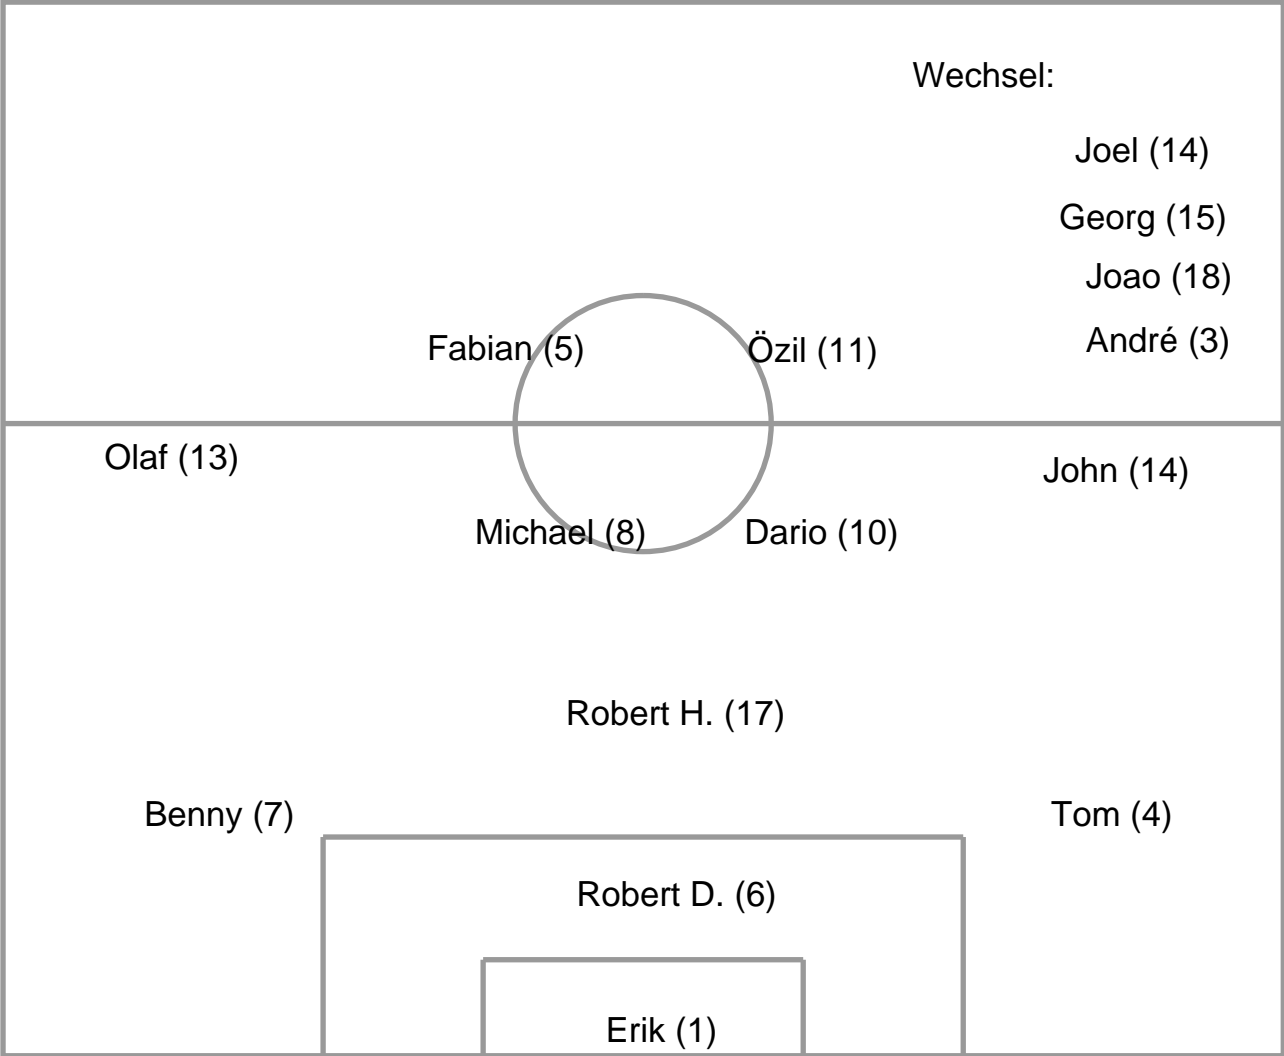 Wechsel:
Joel (14)
Georg (15)
Joao (18)
Fabian (5)
Özil (11)
André (3)
Olaf (13)
John (14)
Michael (8)
Dario (10)
Robert H. (17)
Benny (7)
Tom (4)
Robert D. (6)
Erik (1)